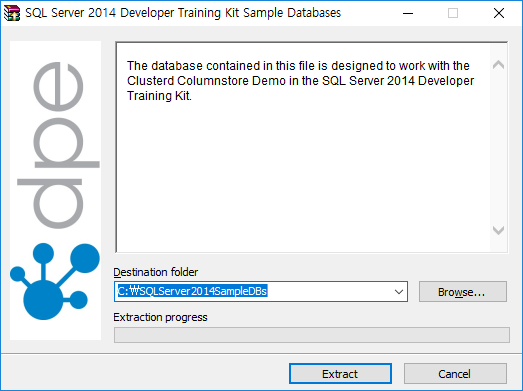 SQL Server 2014 Developer Training Kit Sample Databases
The database contained in this file is designed to work with the
Clusterd Columnstore Demo in the SQL Server 2014 Developer
Training Kit.
dpe
Destination folder
C:₩SQLServer2014SampleDBs
Browse...
Extraction progress
Extract
Cancel